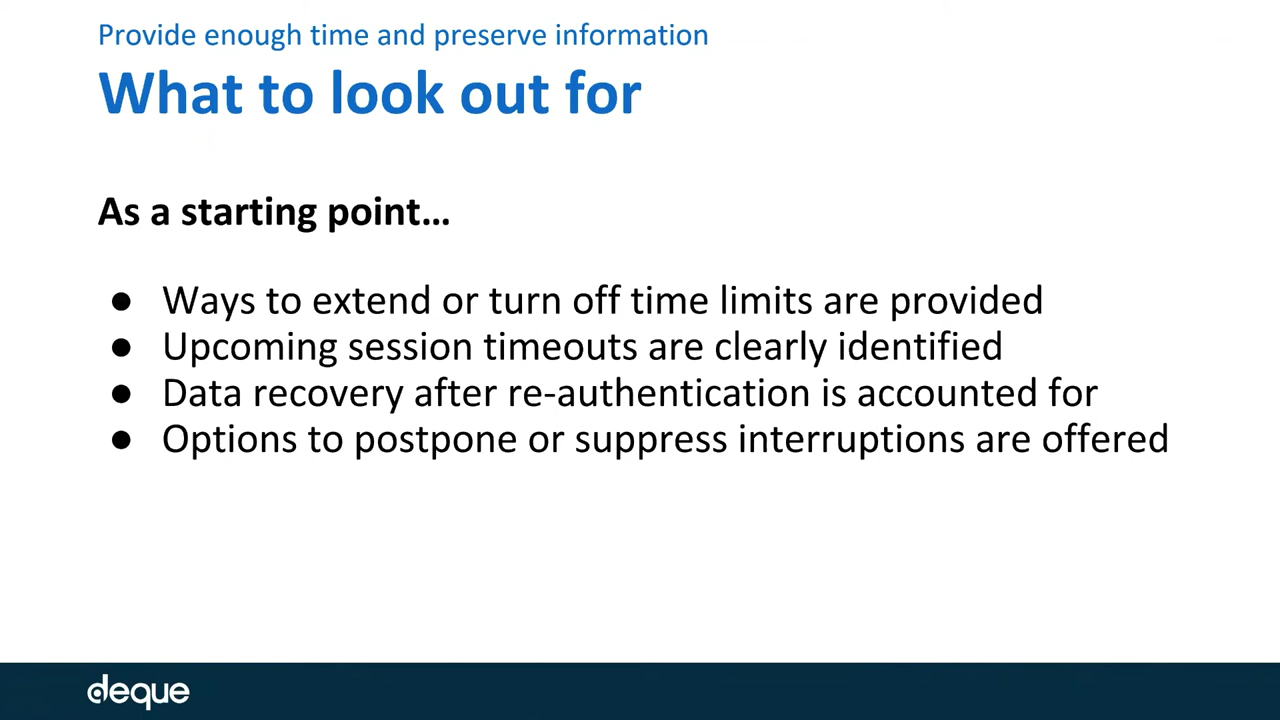 Provide enough time and preserve information
What to look out for
As a starting point…
● Ways to extend or turn off time limits are provided
● Upcoming session timeouts are clearly identified
● Data recovery after re-authentication is accounted for
● Options to postpone or suppress interruptions are offered
deque